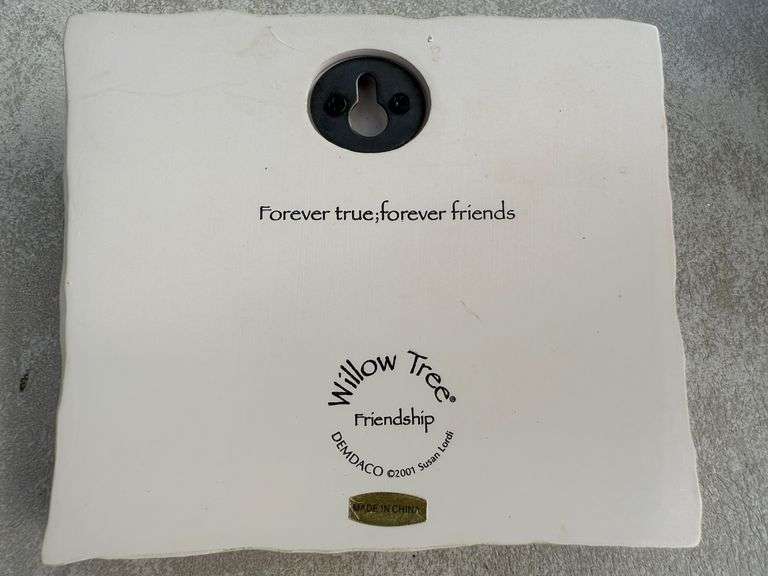 Forever true;forever friends
Willow Tree®
Friendship
DEMDACO ©2001 Susan Lordi
MADE IN CHINA